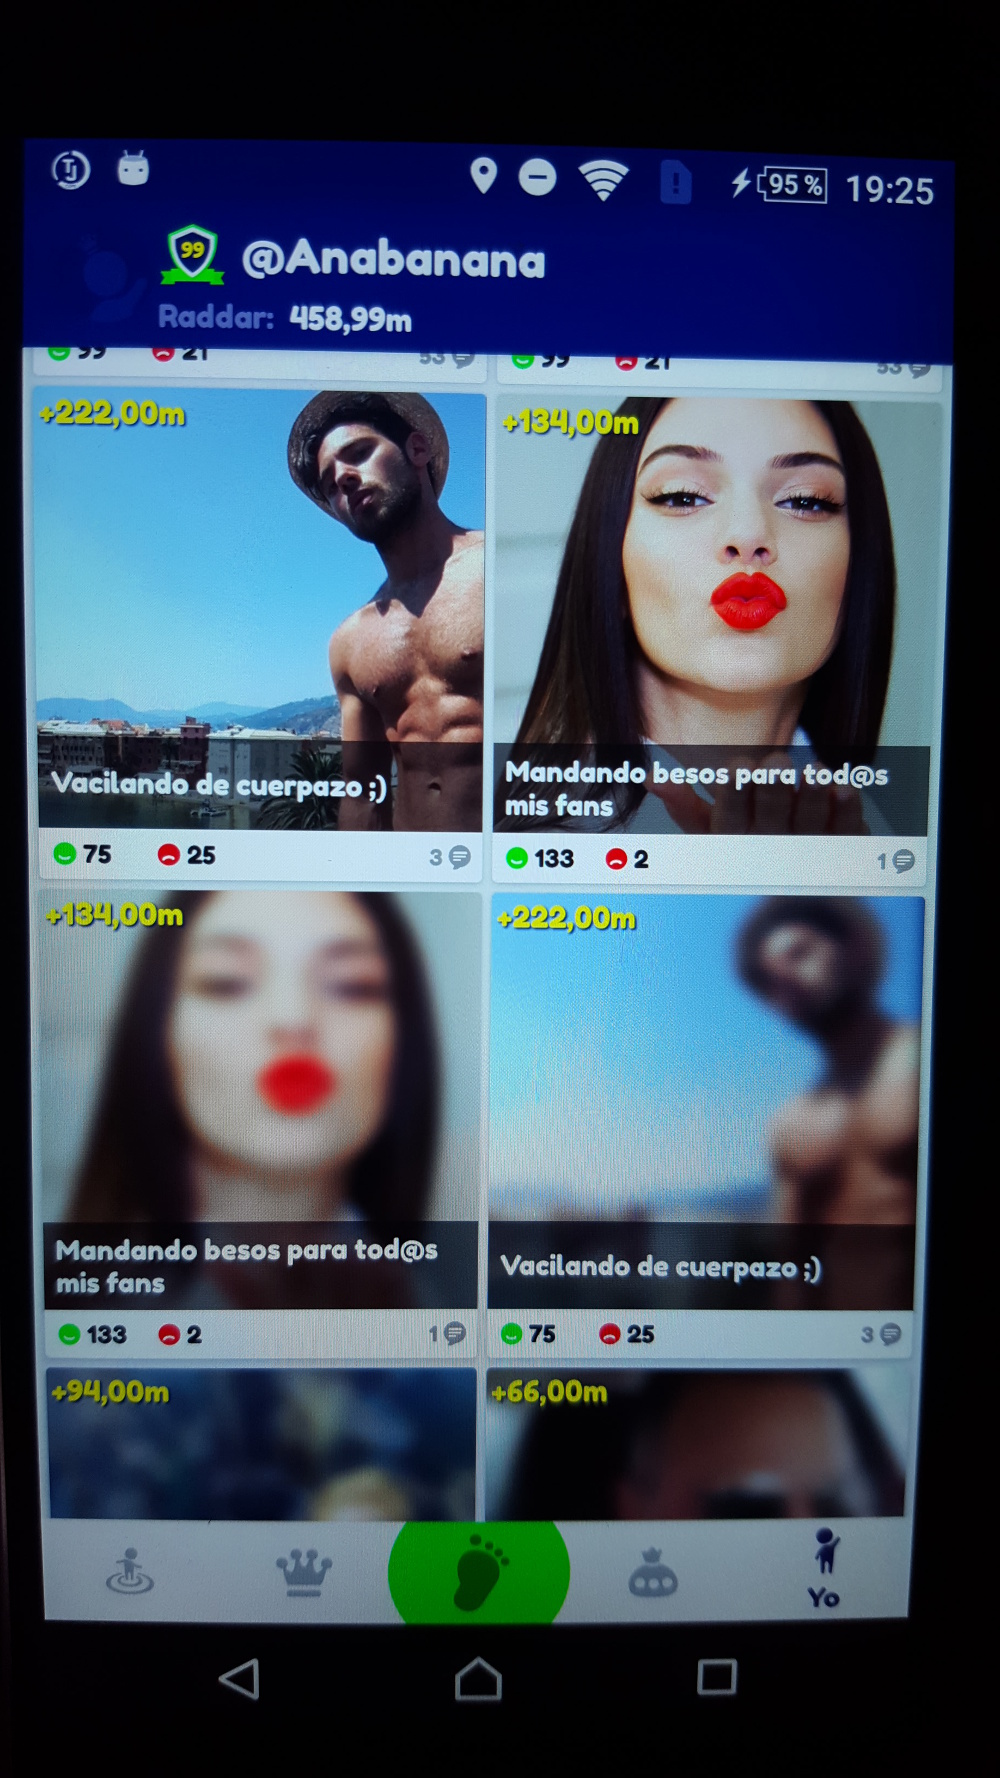 TJ
95 %
19:25
99
@Anabanana
Raddar: 458,99m
99 21 53
99 21 53
+222,00m
+134,00m
Vacilando de cuerpazo ;)
Mandando besos para tod@s
mis fans
75 25 3
133 2 1
+134,00m
+222,00m
Mandando besos para tod@s
mis fans
Vacilando de cuerpazo ;)
133 2 1
75 25 3
+94,00m
+66,00m
Yo